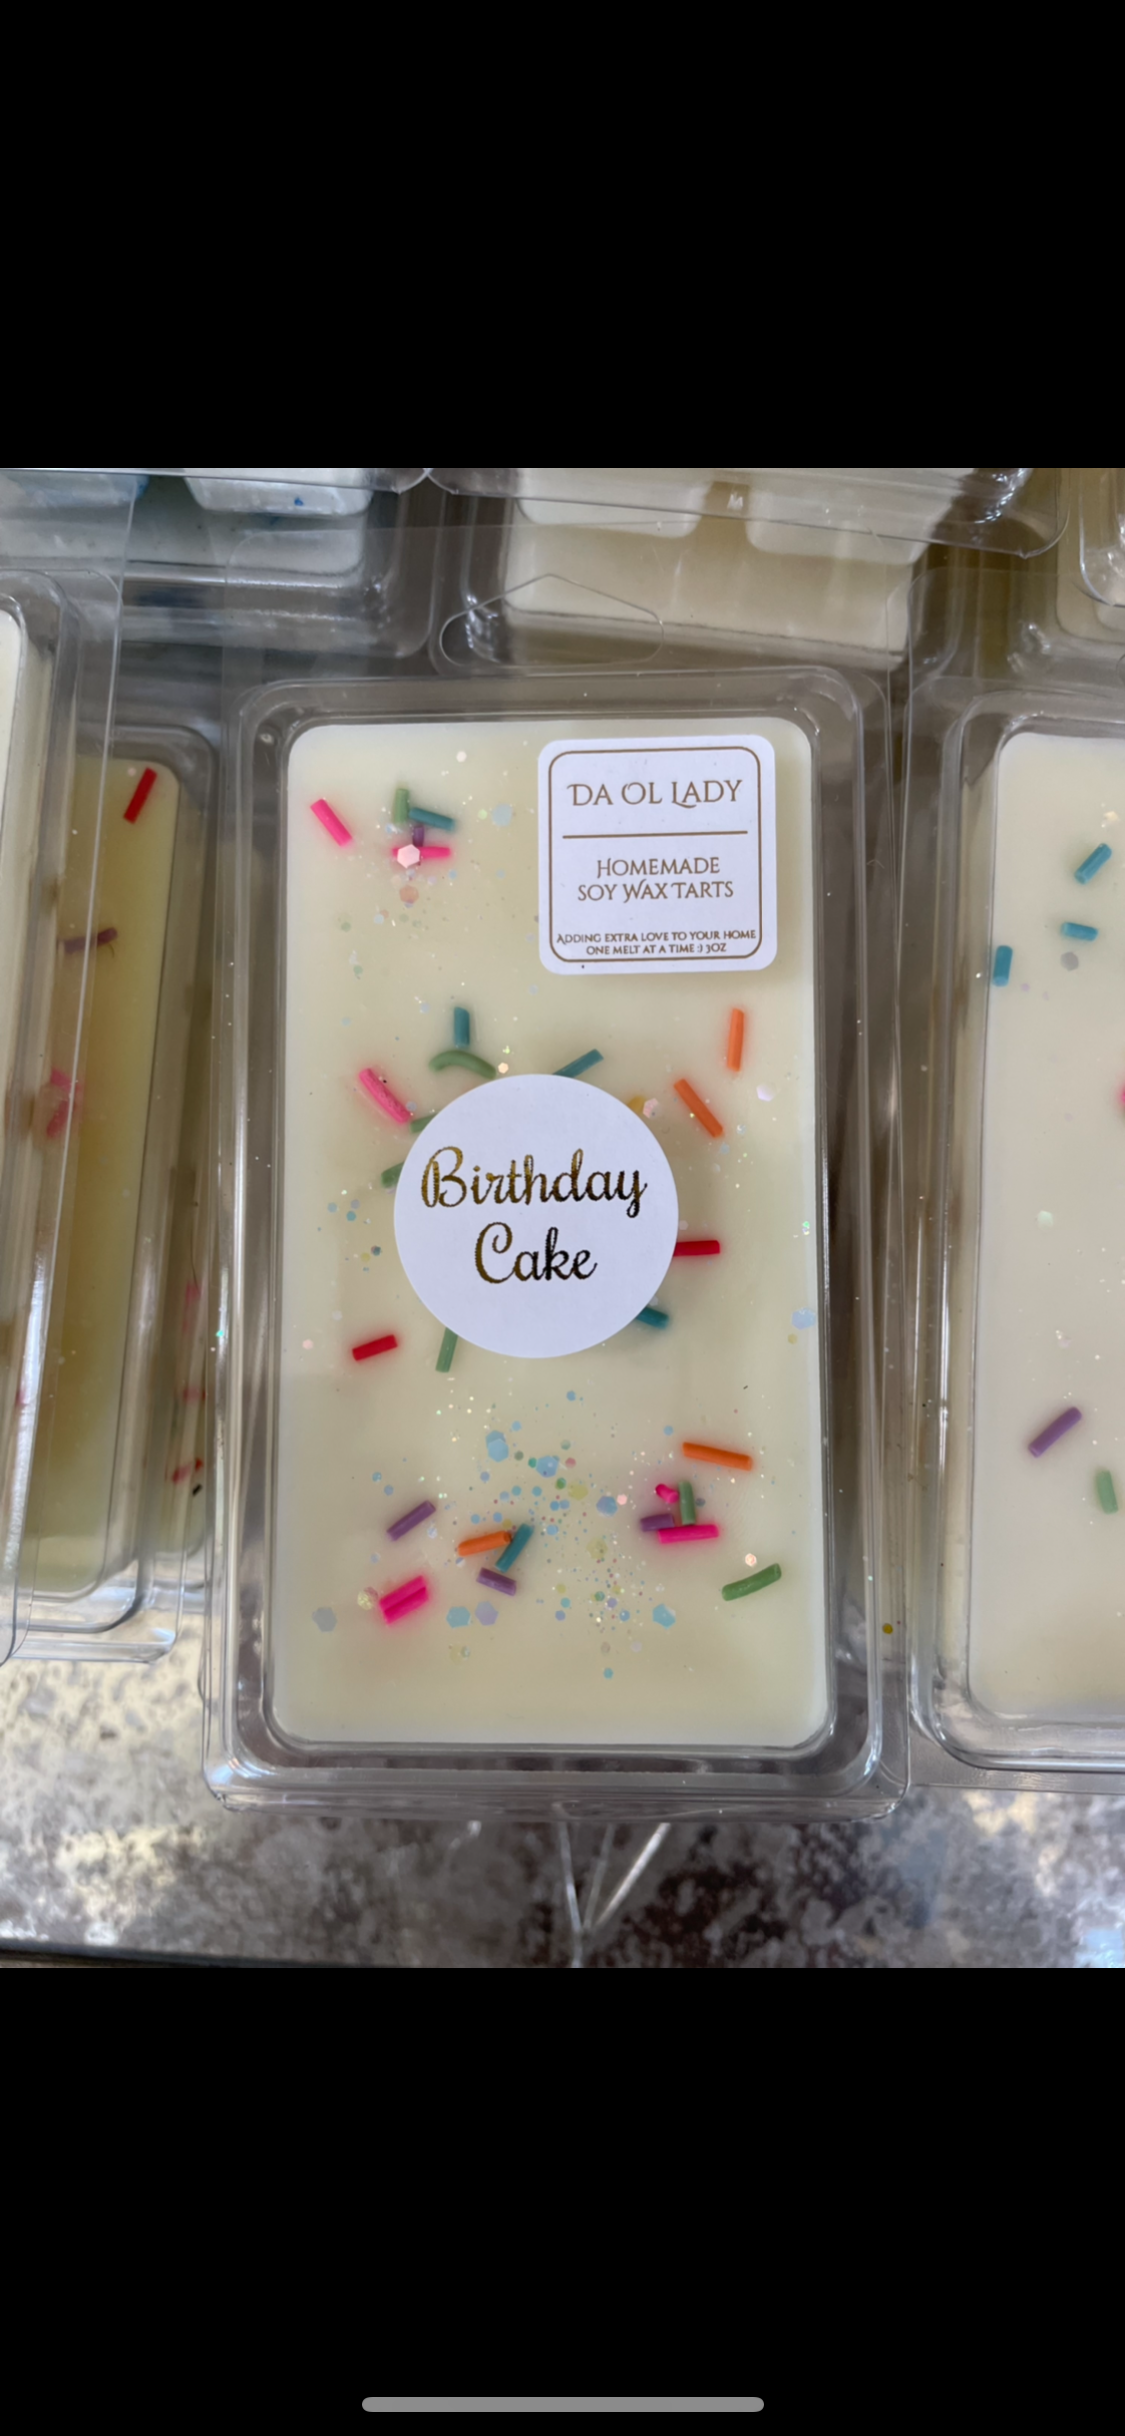 DA OL LADY
HOMEMADE
SOY WAX TARTS
ADDING EXTRA LOVE TO YOUR HOME
ONE MELT AT A TIME :) 3OZ
Birthday
Cake